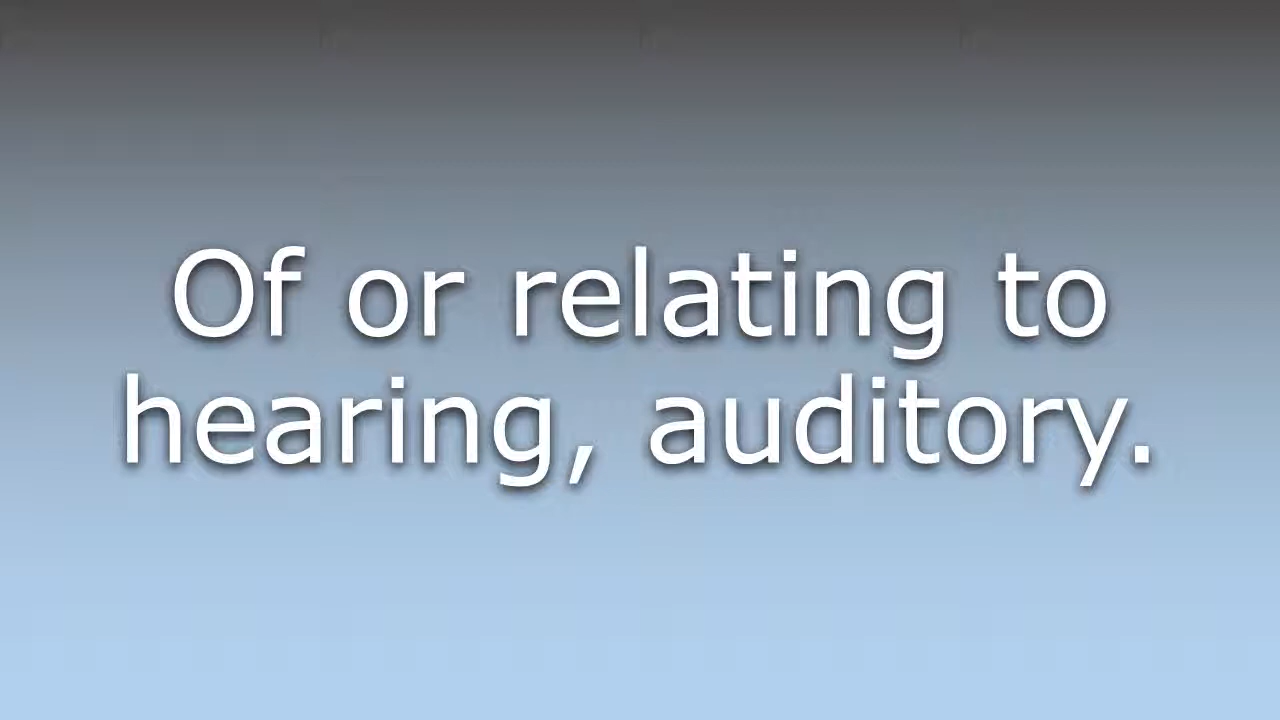 Of or relating to
hearing, auditory.